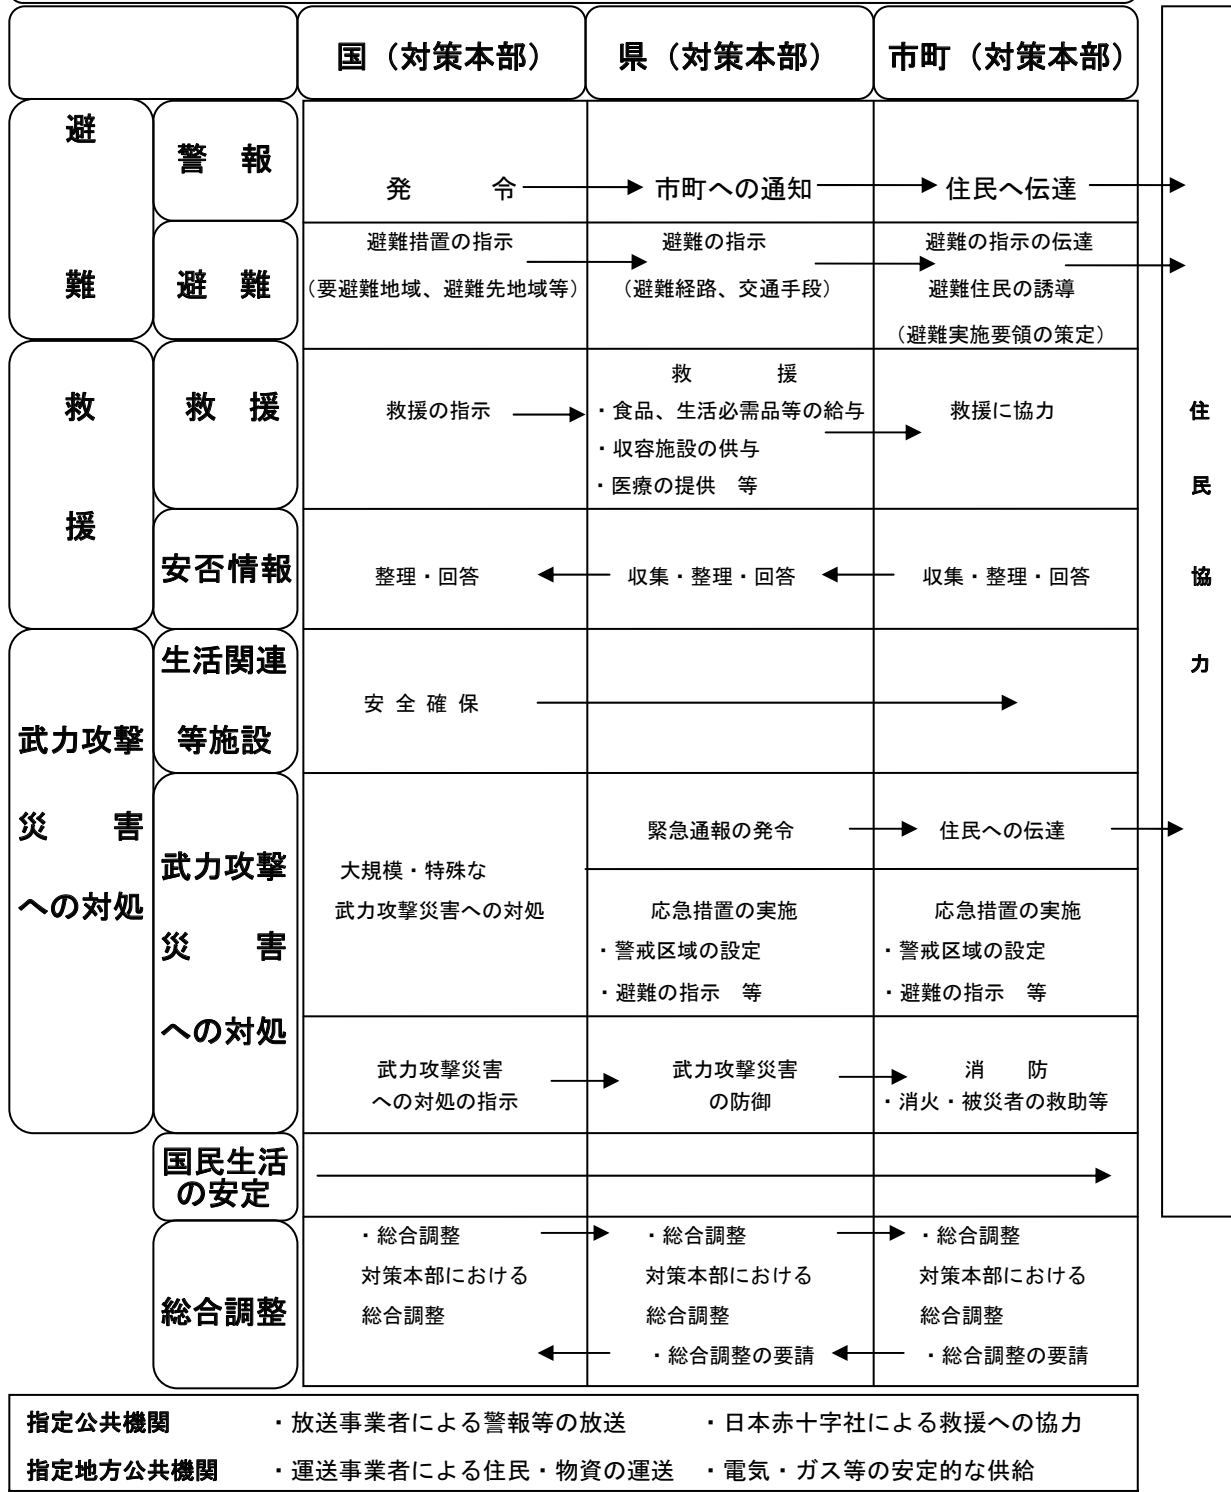 国（対策本部） 県（対策本部） 市町（対策本部）
避
難
警　報
発　　　令 市町への通知 住民へ伝達
避　難
避難措置の指示 避難の指示 避難の指示の伝達
（要避難地域、避難先地域等） （避難経路、交通手段） 避難住民の誘導
（避難実施要領の策定）
救
援
救　援
救援の指示
救　　　　援
・食品、生活必需品等の給与
・収容施設の供与
・医療の提供　等
救援に協力
安否情報
整理・回答 収集・整理・回答 収集・整理・回答
武力攻撃
災　　害
への対処
生活関連
等施設
安 全 確 保
武力攻撃
災　　害
への対処
大規模・特殊な
武力攻撃災害への対処
緊急通報の発令 住民への伝達
応急措置の実施
・警戒区域の設定
・避難の指示　等
応急措置の実施
・警戒区域の設定
・避難の指示　等
武力攻撃災害
への対処の指示
武力攻撃災害
の防御
消　　防
・消火・被災者の救助等
国民生活
の安定
総合調整
・総合調整
対策本部における
総合調整
・総合調整
対策本部における
総合調整
・総合調整の要請
・総合調整
対策本部における
総合調整
・総合調整の要請
住
民
協
力
指定公共機関 ・放送事業者による警報等の放送 ・日本赤十字社による救援への協力
指定地方公共機関 ・運送事業者による住民・物資の運送 ・電気・ガス等の安定的な供給